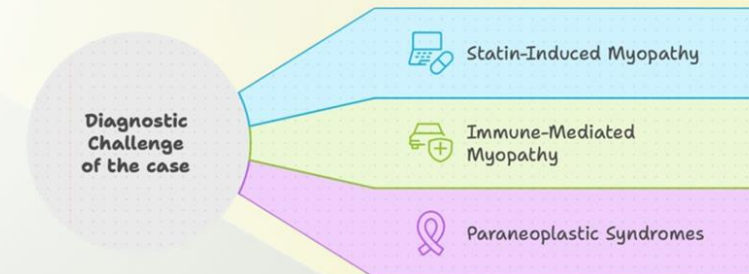 Diagnostic
Challenge
of the case
Statin-Induced Myopathy
Immune-Mediated
Myopathy
Paraneoplastic Syndromes